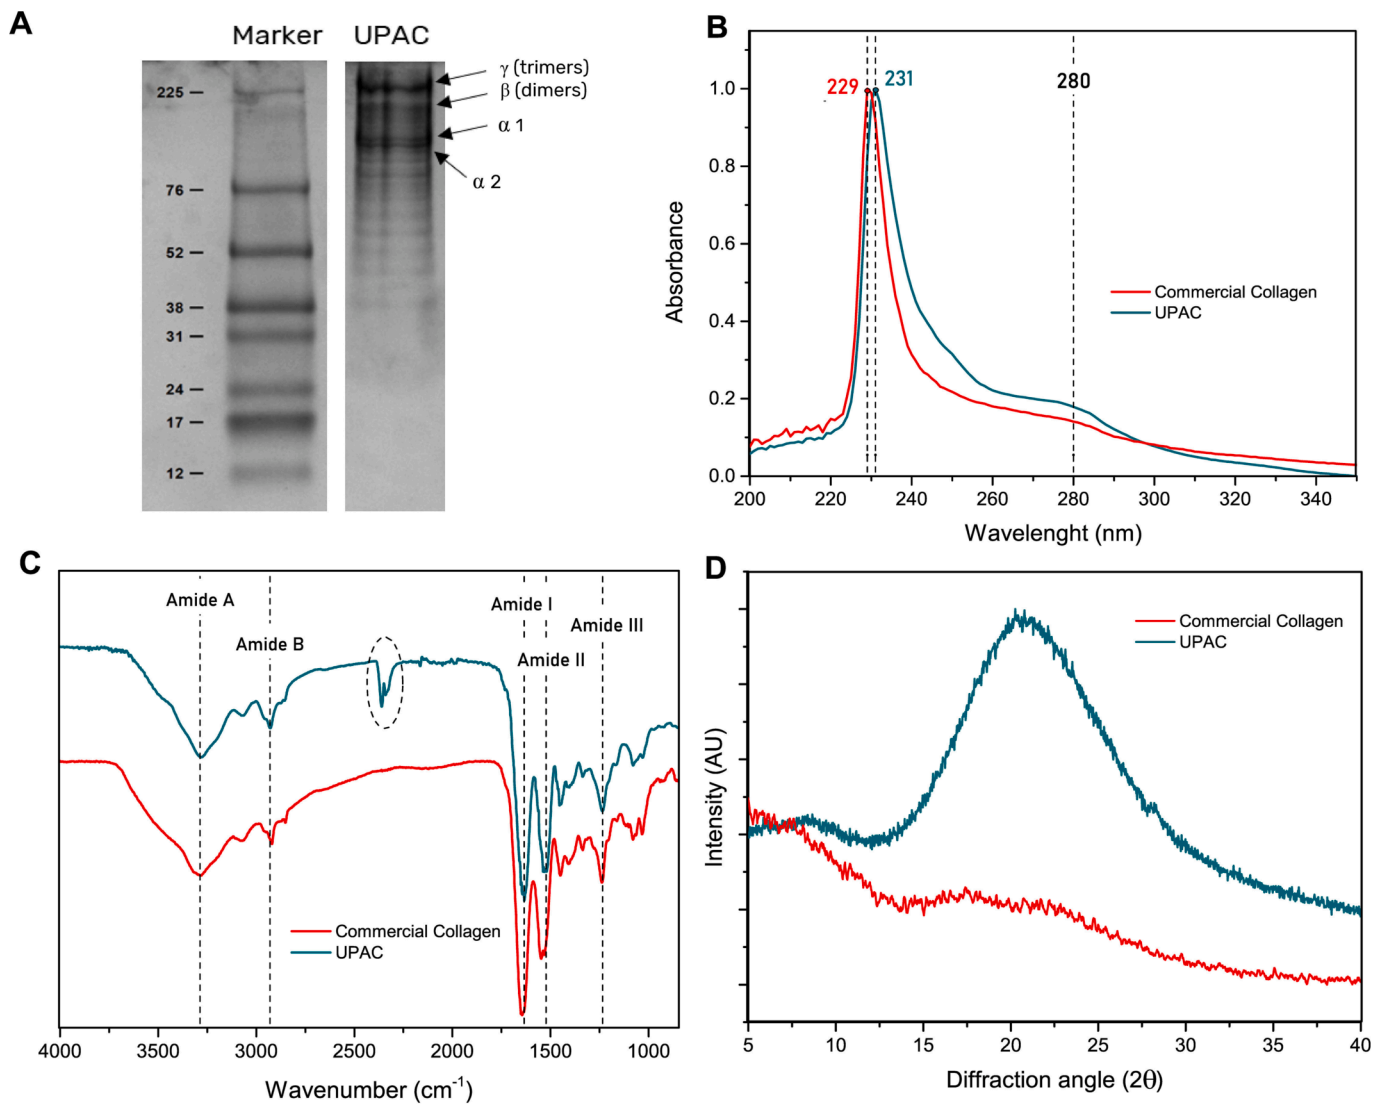 A
Marker UPAC
225
76
52
38
31
24
17
12
γ (trimers)
β (dimers)
α 1
α 2
B
229
231
280
Absorbance
1.0
0.8
0.6
0.4
0.2
0.0
Commercial Collagen
UPAC
200 220 240 260 280 300 320 340
Wavelenght (nm)
C
Amide A
Amide B
Amide I
Amide II
Amide III
Commercial Collagen
UPAC
4000 3500 3000 2500 2000 1500 1000
Wavenumber (cm⁻¹)
D
Commercial Collagen
UPAC
Intensity (AU)
5 10 15 20 25 30 35 40
Diffraction angle (2θ)